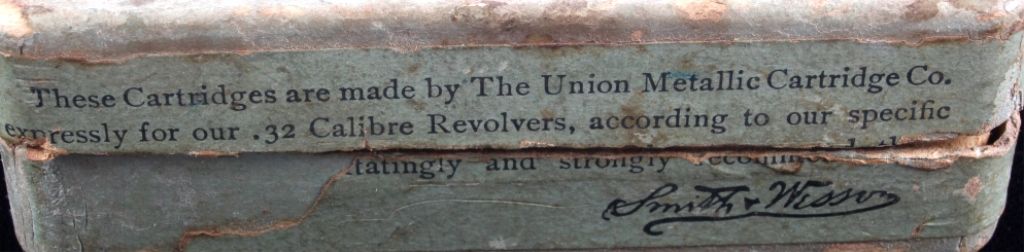 These Cartridges are made by The Union Metallic Cartridge Co.
expressly for our .32 Calibre Revolvers, according to our specific
tatingly and strongly recommend
Smith & Wesson